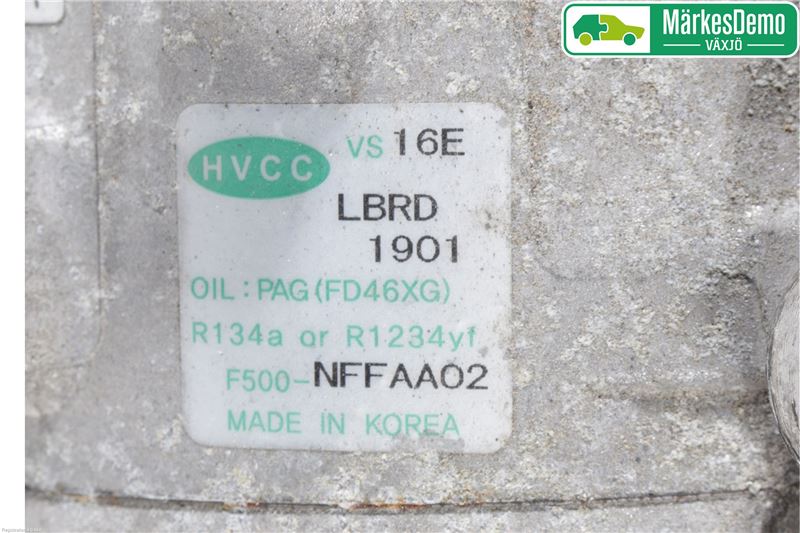 MärkesDemo
VÄXJÖ
HVCC
VS 16E
LBRD
1901
OIL : PAG (FD46XG)
R134a or R1234yf
F500-NFFAA02
MADE IN KOREA